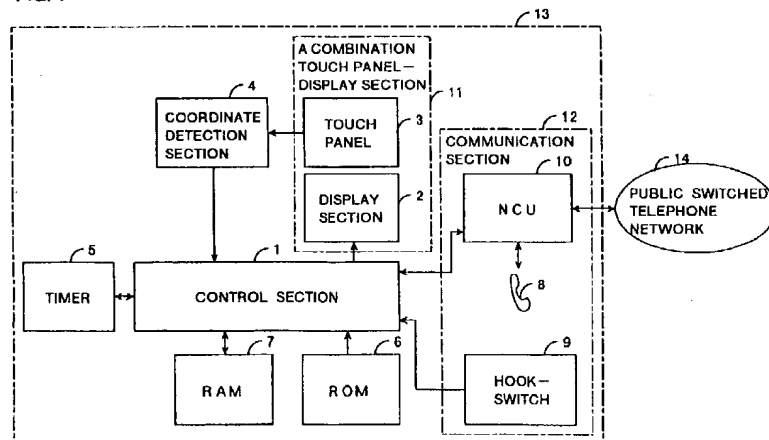 13
A COMBINATION
TOUCH PANEL—
DISPLAY SECTION
11
4
COORDINATE
DETECTION
SECTION
TOUCH
PANEL
3
12
COMMUNICATION
SECTION
10
NCU
14
PUBLIC SWITCHED
TELEPHONE
NETWORK
DISPLAY
SECTION
2
8
5
TIMER
1
CONTROL SECTION
7
RAM
6
ROM
9
HOOK—
SWITCH